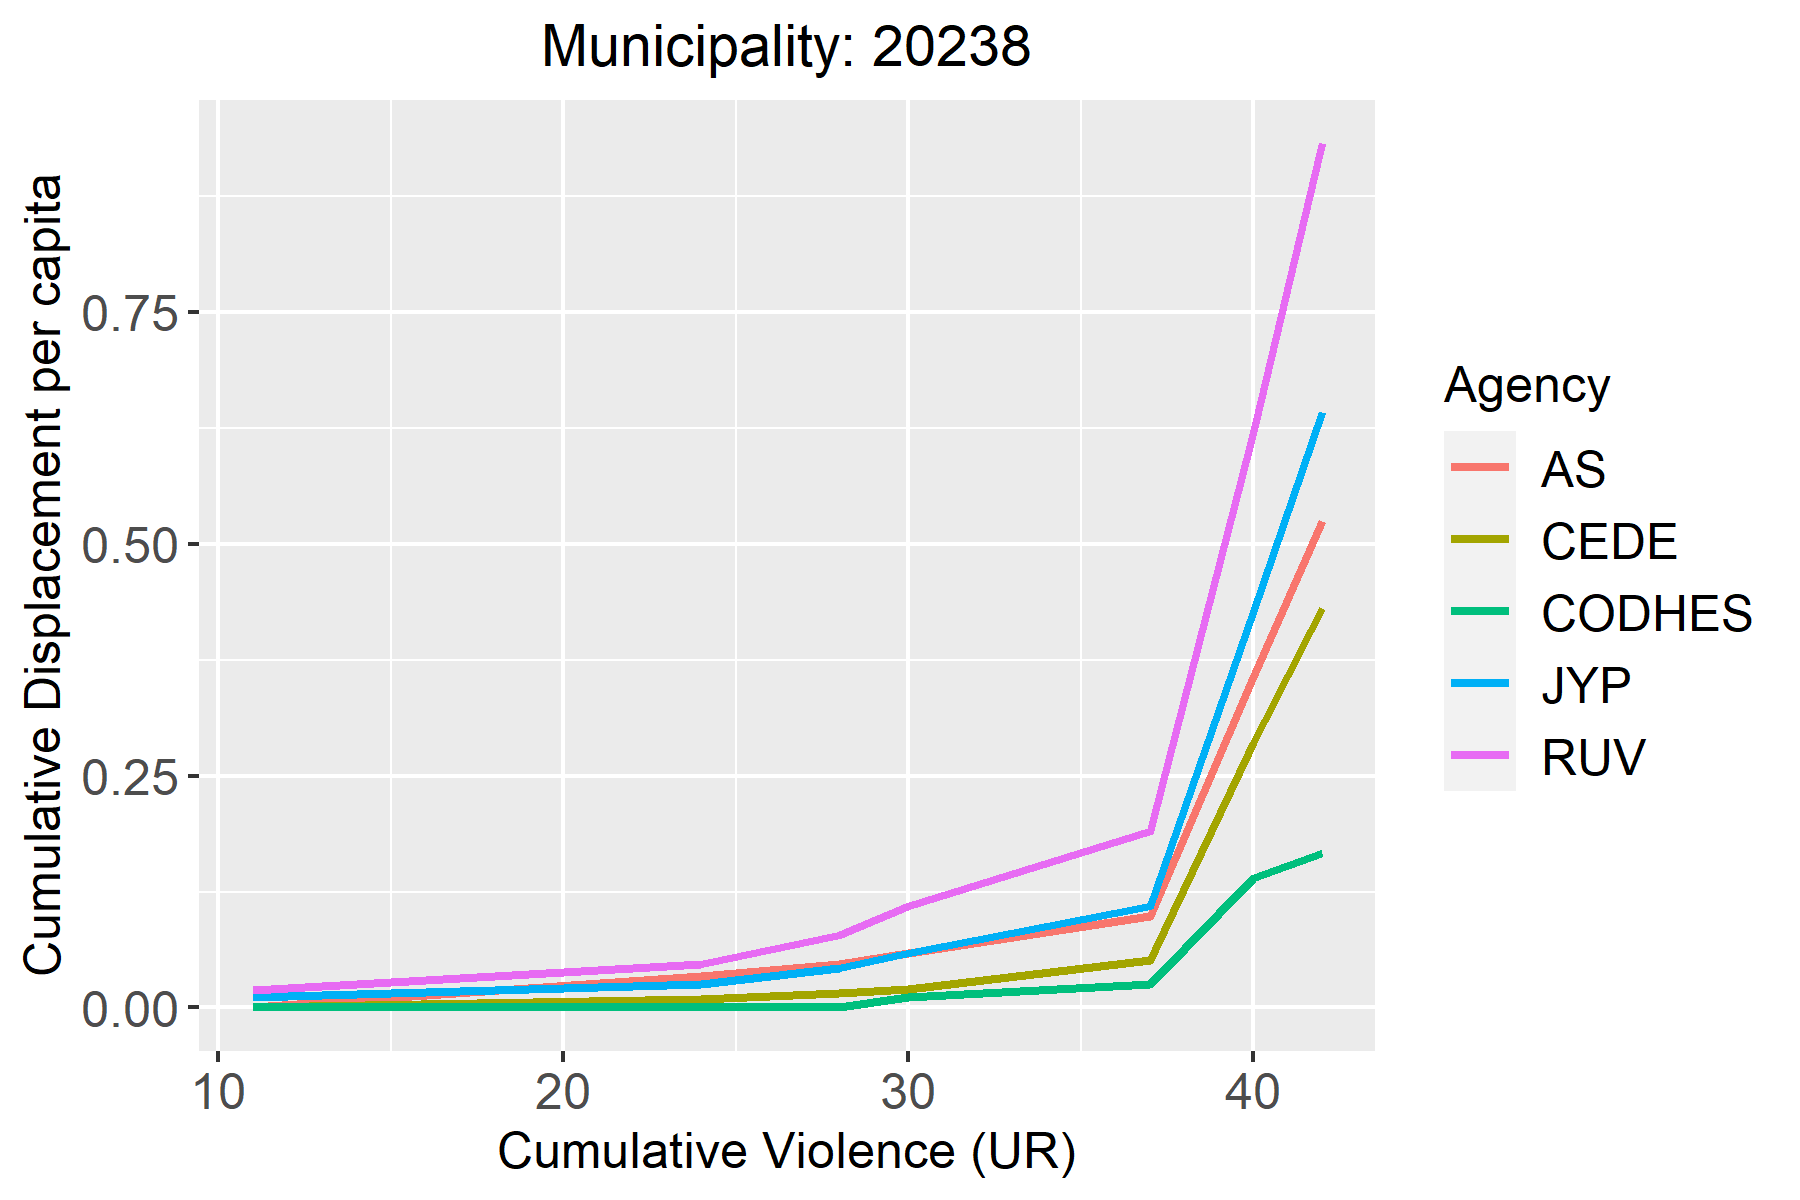 Municipality: 20238
Cumulative Displacement per capita
0.75
0.50
0.25
0.00
10 20 30 40
Cumulative Violence (UR)
Agency
AS
CEDE
CODHES
JYP
RUV